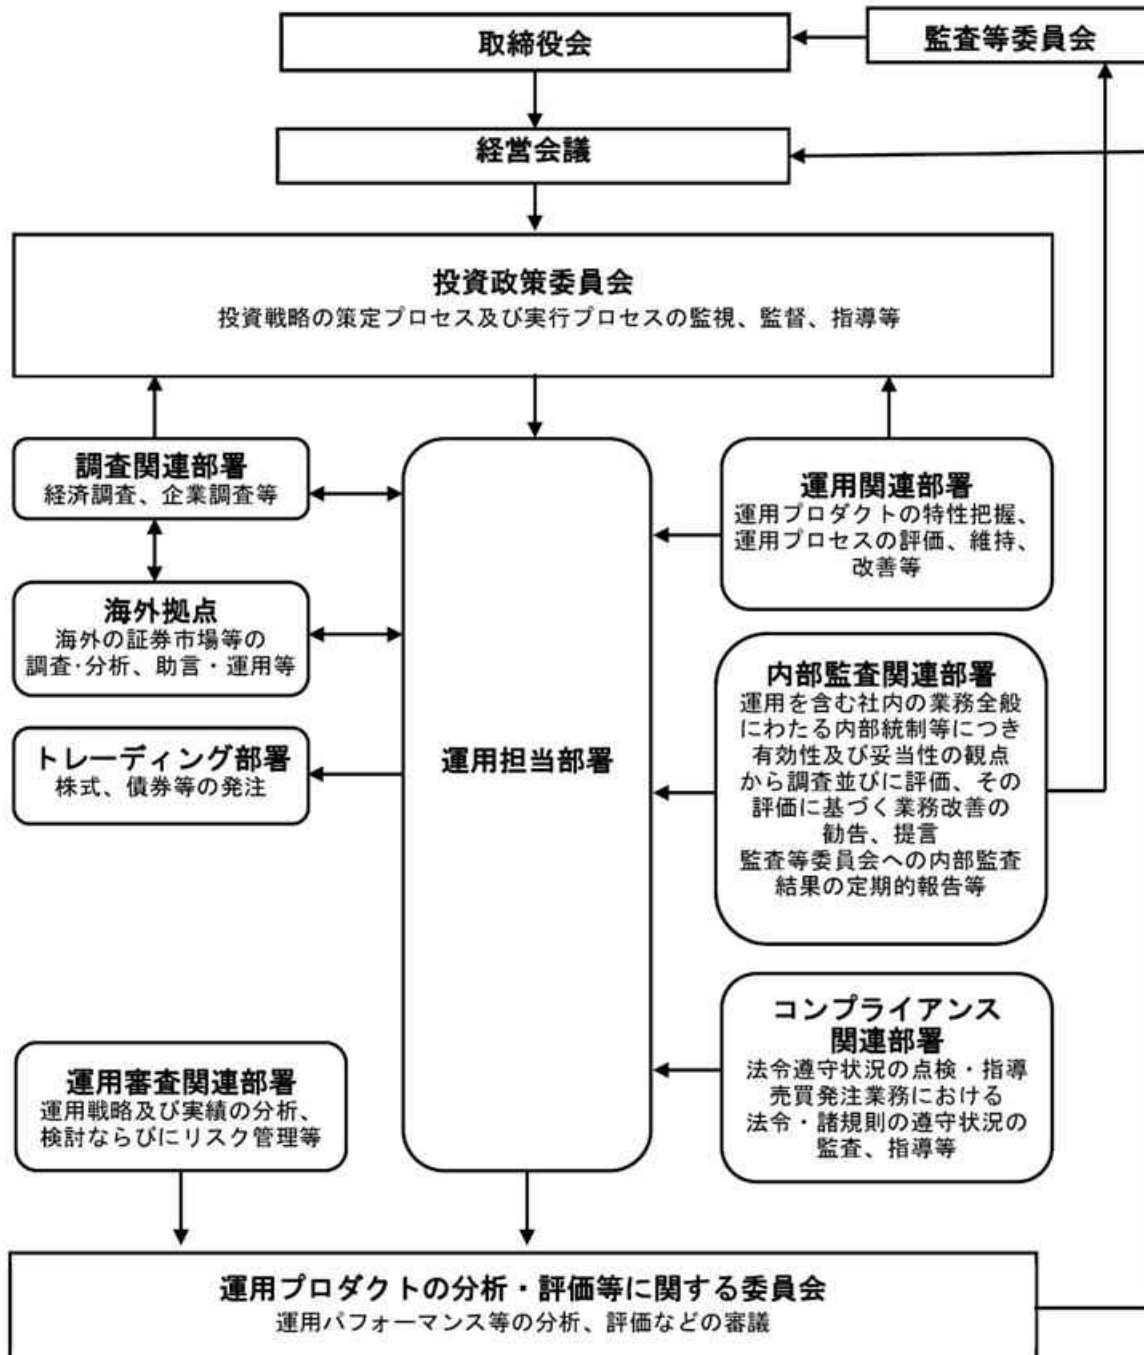 取締役会
監査等委員会
経営会議
投資政策委員会
投資戦略の策定プロセス及び実行プロセスの監視、監督、指導等
調査関連部署
経済調査、企業調査等
海外拠点
海外の証券市場等の
調査・分析、助言・運用等
トレーディング部署
株式、債券等の発注
運用担当部署
運用関連部署
運用プロダクトの特性把握、
運用プロセスの評価、維持、
改善等
内部監査関連部署
運用を含む社内の業務全般
にわたる内部統制等につき
有効性及び妥当性の観点
から調査並びに評価、その
評価に基づく業務改善の
勧告、提言
監査等委員会への内部監査
結果の定期的報告等
コンプライアンス
関連部署
法令遵守状況の点検・指導
売買発注業務における
法令・諸規則の遵守状況の
監査、指導等
運用審査関連部署
運用戦略及び実績の分析、
検討ならびにリスク管理等
運用プロダクトの分析・評価等に関する委員会
運用パフォーマンス等の分析、評価などの審議